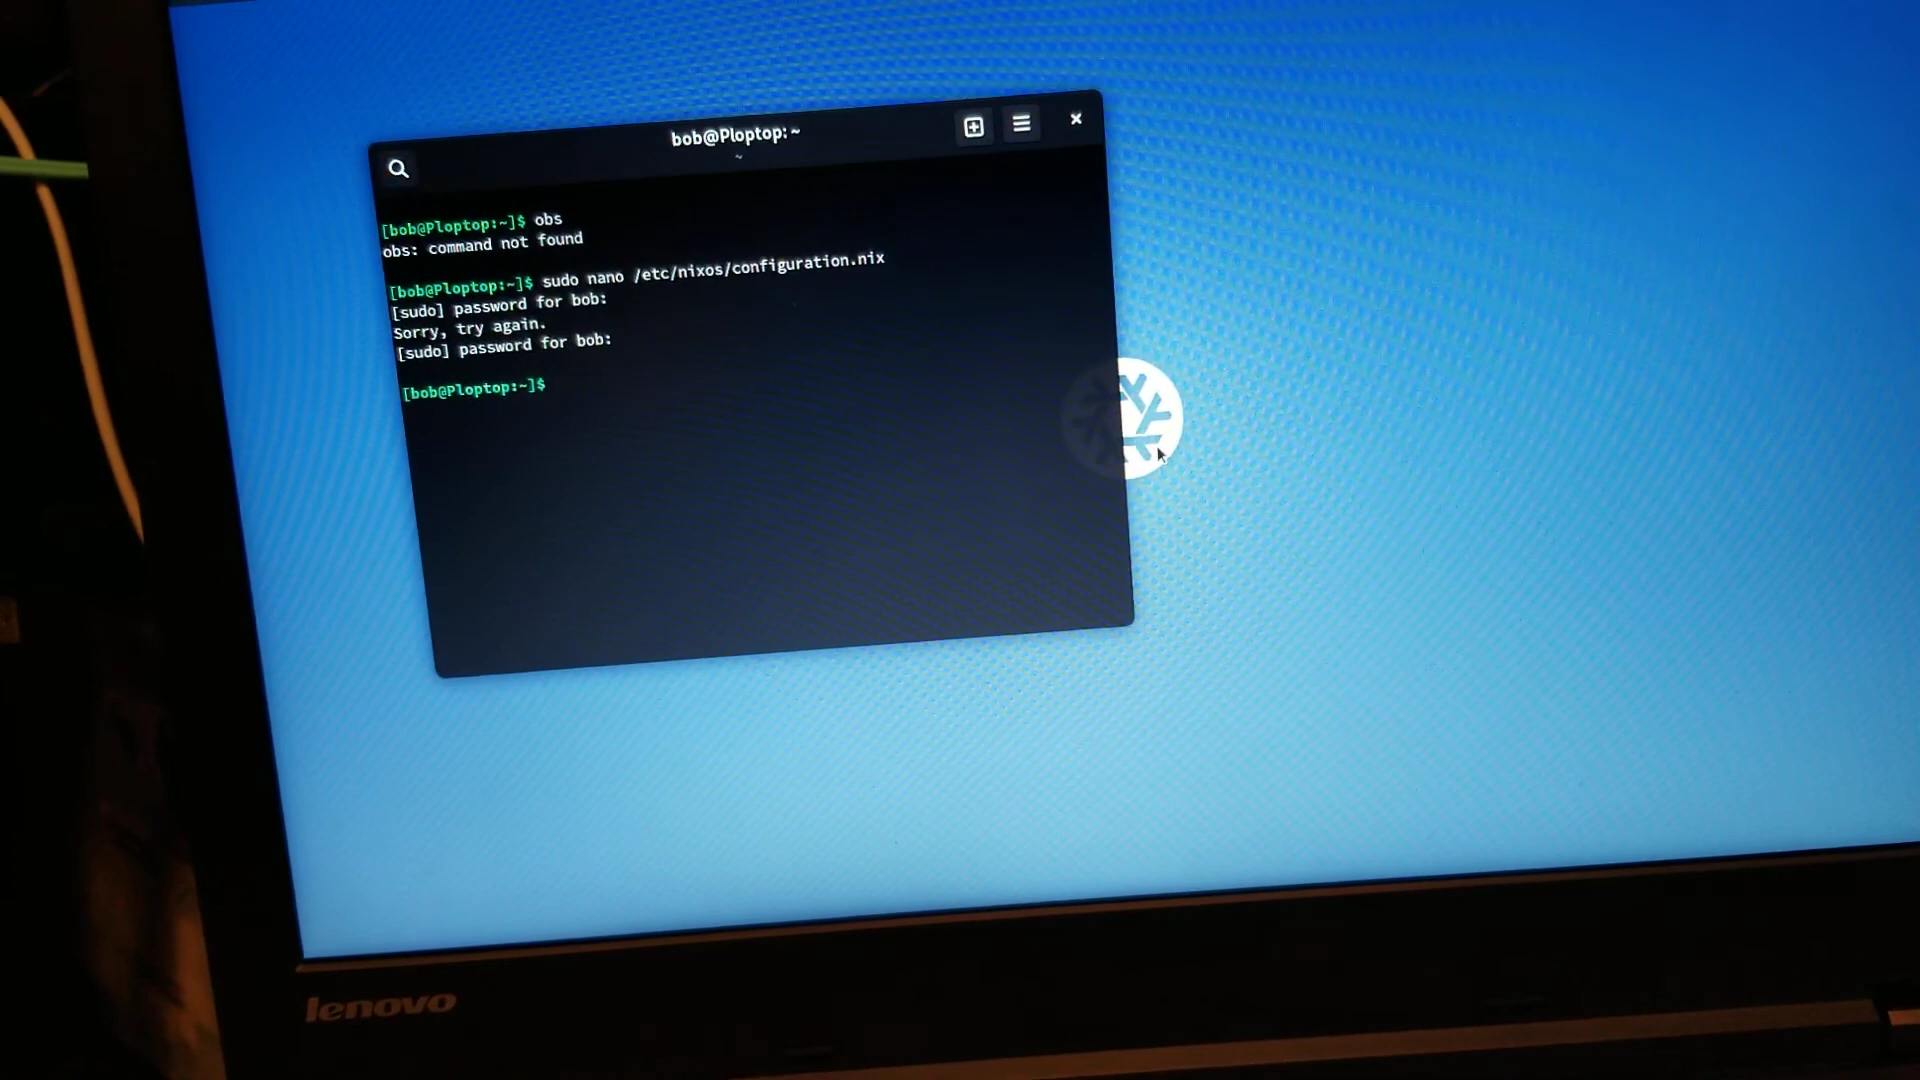 bob@Ploptop: ~
~
[bob@Ploptop:~]$ obs
obs: command not found
[bob@Ploptop:~]$ sudo nano /etc/nixos/configuration.nix
[sudo] password for bob:
Sorry, try again.
[sudo] password for bob:
[bob@Ploptop:~]$
lenovo